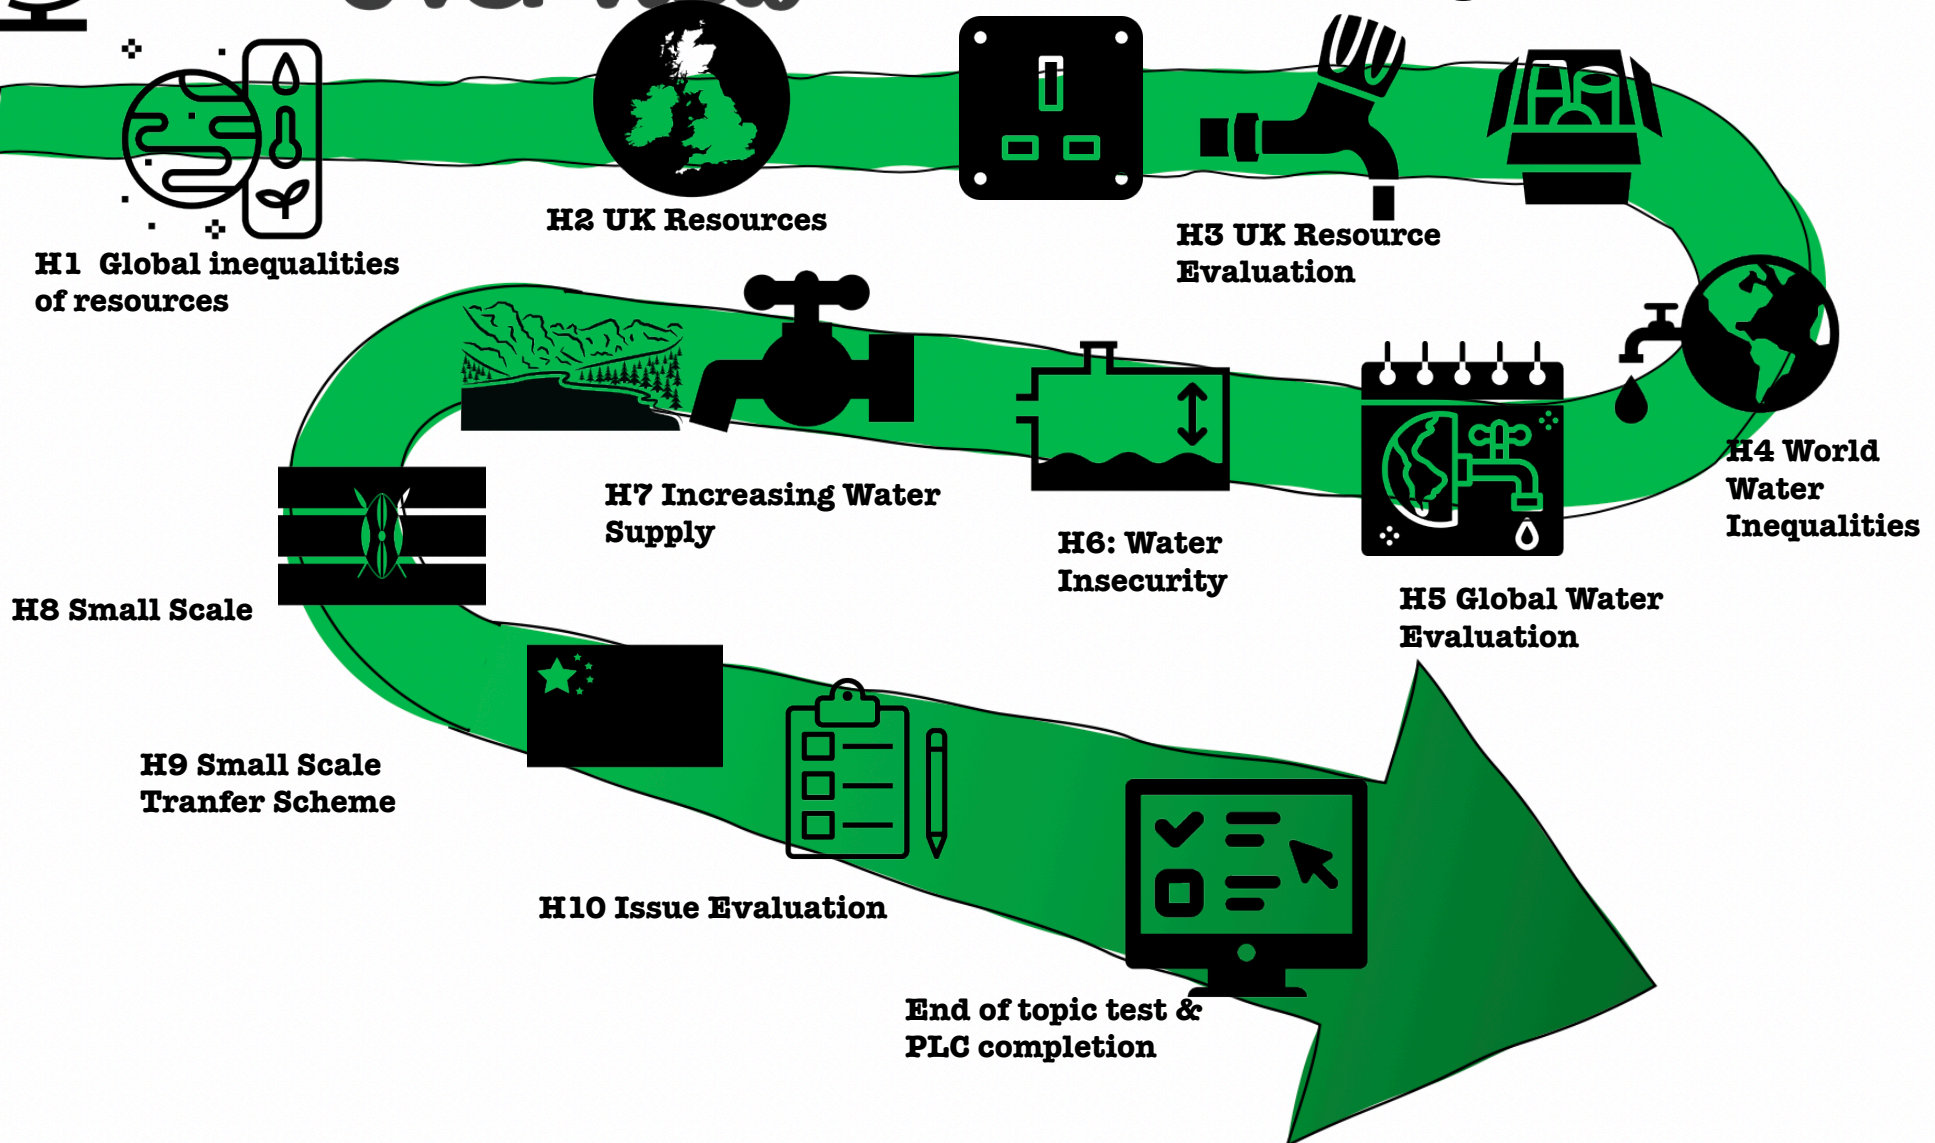 H1 Global inequalities
of resources
H2 UK Resources
H3 UK Resource
Evaluation
H4 World
Water
Inequalities
H5 Global Water
Evaluation
H6: Water
Insecurity
H7 Increasing Water
Supply
H8 Small Scale
H9 Small Scale
Tranfer Scheme
H10 Issue Evaluation
End of topic test &
PLC completion